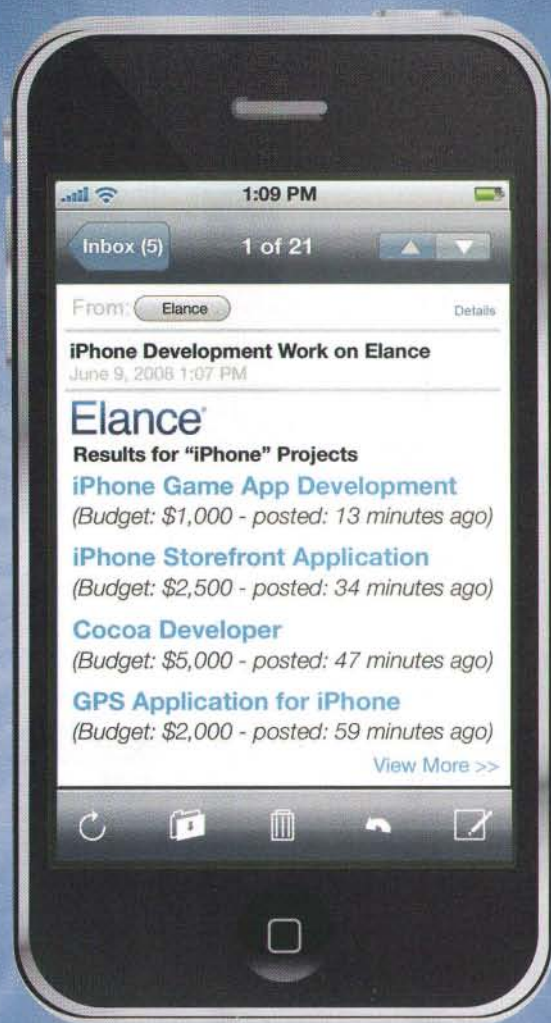 1:09 PM
Inbox (5) 1 of 21
From: Elance Details
iPhone Development Work on Elance
June 9, 2008 1:07 PM
Elance®
Results for “iPhone” Projects
iPhone Game App Development
(Budget: $1,000 - posted: 13 minutes ago)
iPhone Storefront Application
(Budget: $2,500 - posted: 34 minutes ago)
Cocoa Developer
(Budget: $5,000 - posted: 47 minutes ago)
GPS Application for iPhone
(Budget: $2,000 - posted: 59 minutes ago)
View More >>